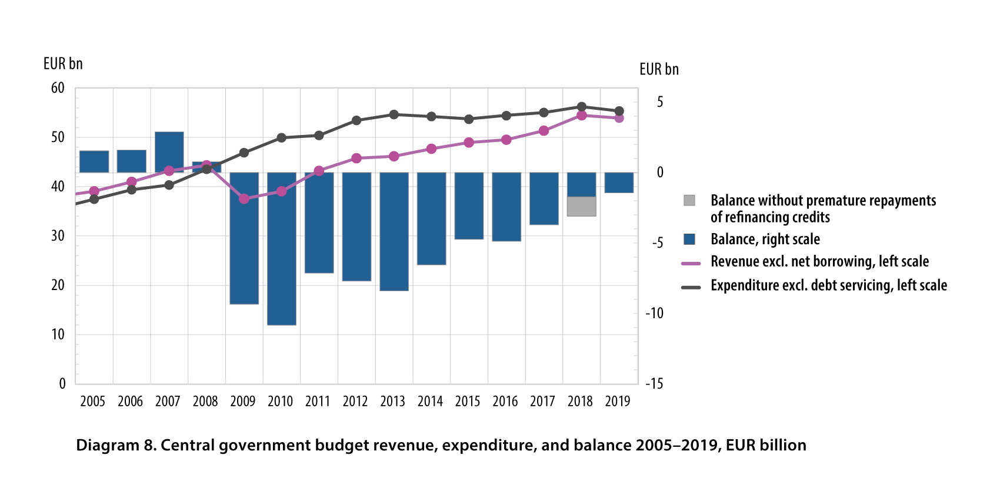 EUR bn
EUR bn
60
50
40
30
20
10
0
5
0
-5
-10
-15
2005 2006 2007 2008 2009 2010 2011 2012 2013 2014 2015 2016 2017 2018 2019
Balance without premature repayments
of refinancing credits
Balance, right scale
Revenue excl. net borrowing, left scale
Expenditure excl. debt servicing, left scale
Diagram 8. Central government budget revenue, expenditure, and balance 2005–2019, EUR billion